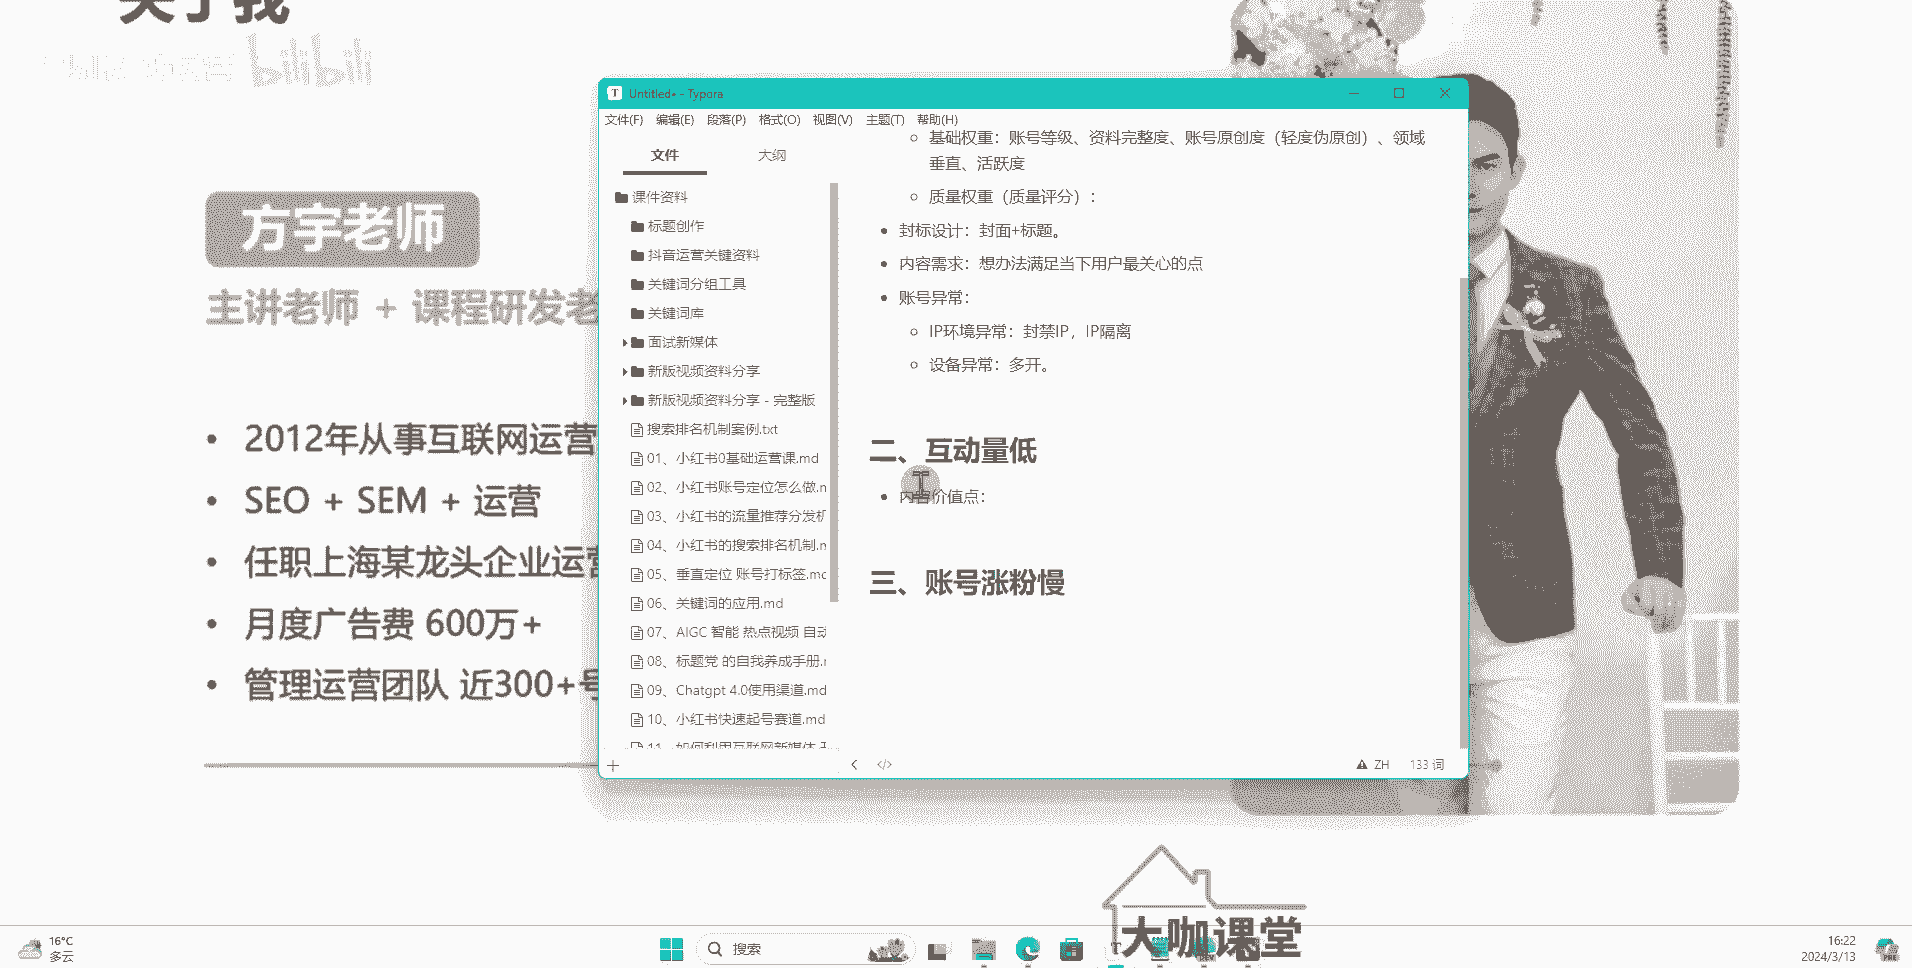 关于我
bilibili
方宇老师
主讲老师 + 课程研发老
2012年从事互联网运营
SEO + SEM + 运营
任职上海某龙头企业运营
月度广告费 600万+
管理运营团队 近300+号
Untitled• - Typora
文件(F) 编辑(E) 段落(P) 格式(O) 视图(V) 主题(T) 帮助(H)
文件 大纲
课件资料
标题创作
抖音运营关键资料
关键词分组工具
关键词库
面试新媒体
新版视频资料分享
新版视频资料分享 - 完整版
搜索排名机制案例.txt
01、小红书0基础运营课.md
02、小红书账号定位怎么做.n
03、小红书的流量推荐分发机
04、小红书的搜索排名机制.n
05、垂直定位 账号打标签.mc
06、关键词的应用.md
07、AIGC 智能 热点视频 自动
08、标题党 的自我养成手册.r
09、Chatgpt 4.0使用渠道.md
10、小红书快速起号赛道.md
11、如何利用互联网新媒体
基础权重：账号等级、资料完整度、账号原创度（轻度伪原创）、领域
垂直、活跃度
质量权重（质量评分）：
封标设计：封面+标题。
内容需求：想办法满足当下用户最关心的点
账号异常：
IP环境异常：封禁IP，IP隔离
设备异常：多开。
二、互动量低
内容价值点：
三、账号涨粉慢
ZH 133 词
大咖课堂
16°C
多云
搜索
16:22
2024/3/13